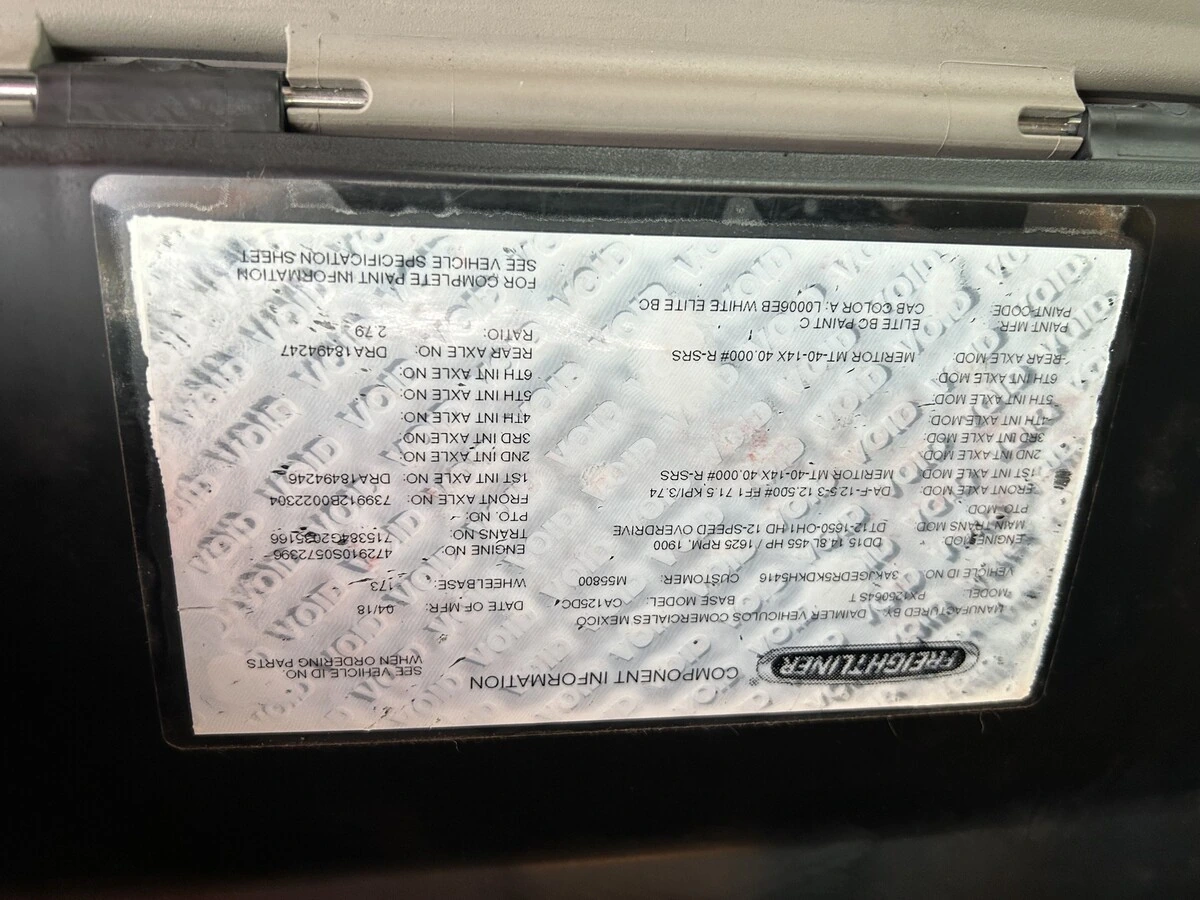 FREIGHTLINER COMPONENT INFORMATION SEE VEHICLE ID NO. WHEN ORDERING PARTS
MANUFACTURED BY: DAIMLER VEHICULOS COMERCIALES MEXICO DATE OF MFR: 04/18
MODEL: PX125064S T BASE MODEL: CA125DC WHEELBASE: 173
VEHICLE ID NO: 3AKJGEDR5KDKH5416 CUSTOMER: M55800
ENGINE MOD: DD15 14.8L 455 HP / 1625 RPM, 1900 ENGINE NO: 472910S0572396
MAIN TRANS MOD: DT12-1650-OH1 HD 12-SPEED OVERDRIVE TRANS NO: 715384G2035166
PTO. MOD: PTO. NO:
FRONT AXLE MOD: DA-F-12.5-3 12,500# EF1 71.5 KPI/3.74 FRONT AXLE NO: 739912B0022304
1ST INT AXLE MOD: MERITOR MT-40-14X 40,000# R-SRS 1ST INT AXLE NO: DRA18494246
2ND INT AXLE MOD: 2ND INT AXLE NO:
3RD INT AXLE MOD: 3RD INT AXLE NO:
4TH INT AXLE MOD: 4TH INT AXLE NO:
5TH INT AXLE MOD: 5TH INT AXLE NO:
6TH INT AXLE MOD: 6TH INT AXLE NO:
REAR AXLE MOD: MERITOR MT-40-14X 40,000# R-SRS REAR AXLE NO: DRA18494247
RATIO: 2.79
PAINT-MFR: ELITE BC PAINT C
PAINT-CODE: CAB COLOR A: L0006EB WHITE ELITE BC
FOR COMPLETE PAINT INFORMATION
SEE VEHICLE SPECIFICATION SHEET
VOID